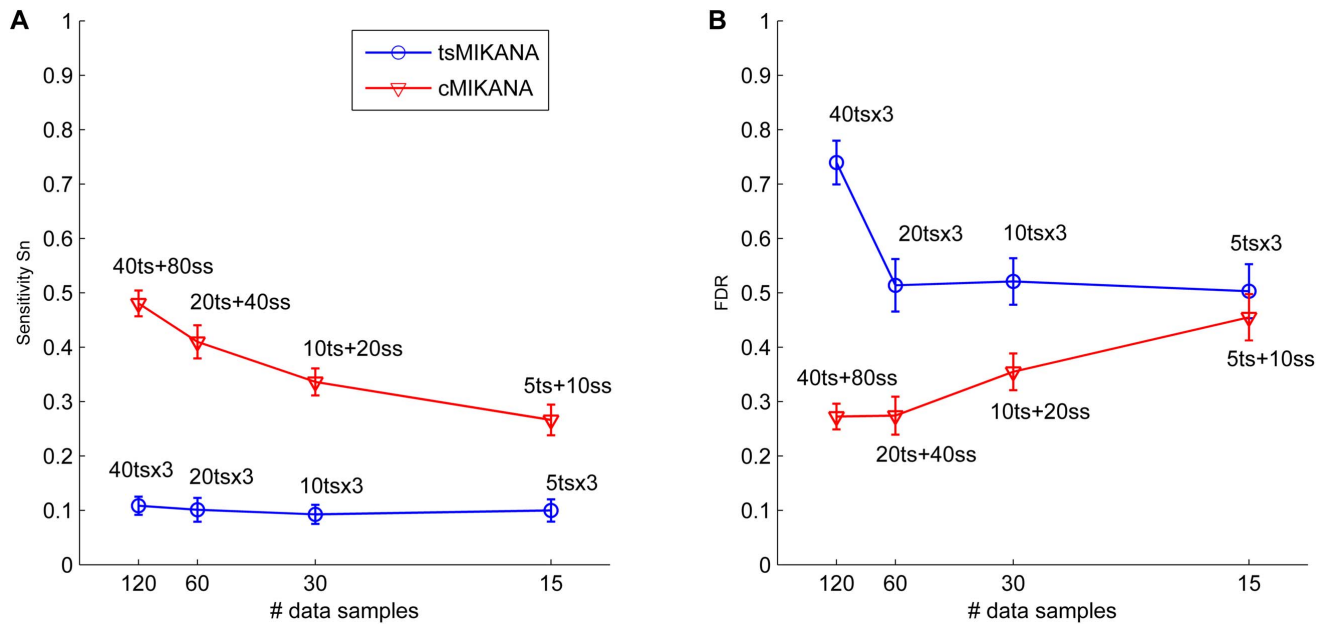 A
1
0.9
0.8
0.7
0.6
0.5
0.4
0.3
0.2
0.1
0
Sensitivity Sn
tsMIKANA
cMIKANA
40ts+80ss
20ts+40ss
10ts+20ss
5ts+10ss
40tsx3
20tsx3
10tsx3
5tsx3
120 60 30 15
# data samples
B
1
0.9
0.8
0.7
0.6
0.5
0.4
0.3
0.2
0.1
0
FDR
40tsx3
20tsx3
10tsx3
5tsx3
40ts+80ss
20ts+40ss
10ts+20ss
5ts+10ss
120 60 30 15
# data samples